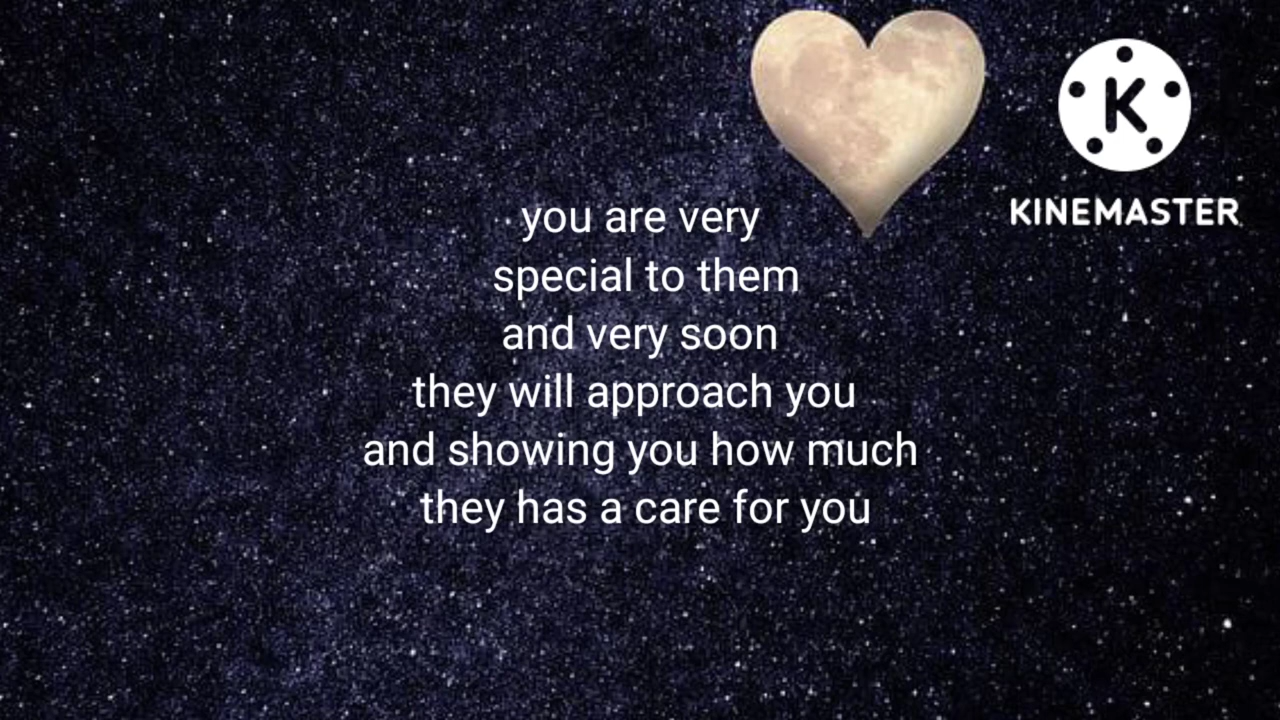 K
KINEMASTER
you are very
special to them
and very soon
they will approach you
and showing you how much
they has a care for you